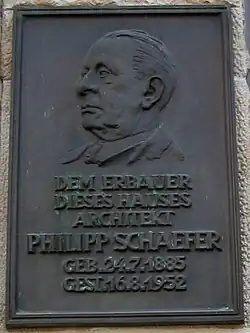 DEM ERBAUER
DIESES HAUSES
ARCHITEKT
PHILIPP SCHAEFER
GEB. 24.7.1885
GEST. 16.8.1952